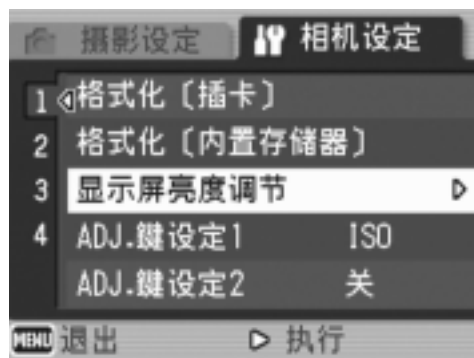 摄影设定 相机设定
1 格式化〔插卡〕
2 格式化〔内置存储器〕
3 显示屏亮度调节
4 ADJ.鍵设定1 ISO
ADJ.鍵设定2 关
MENU 退出 执行